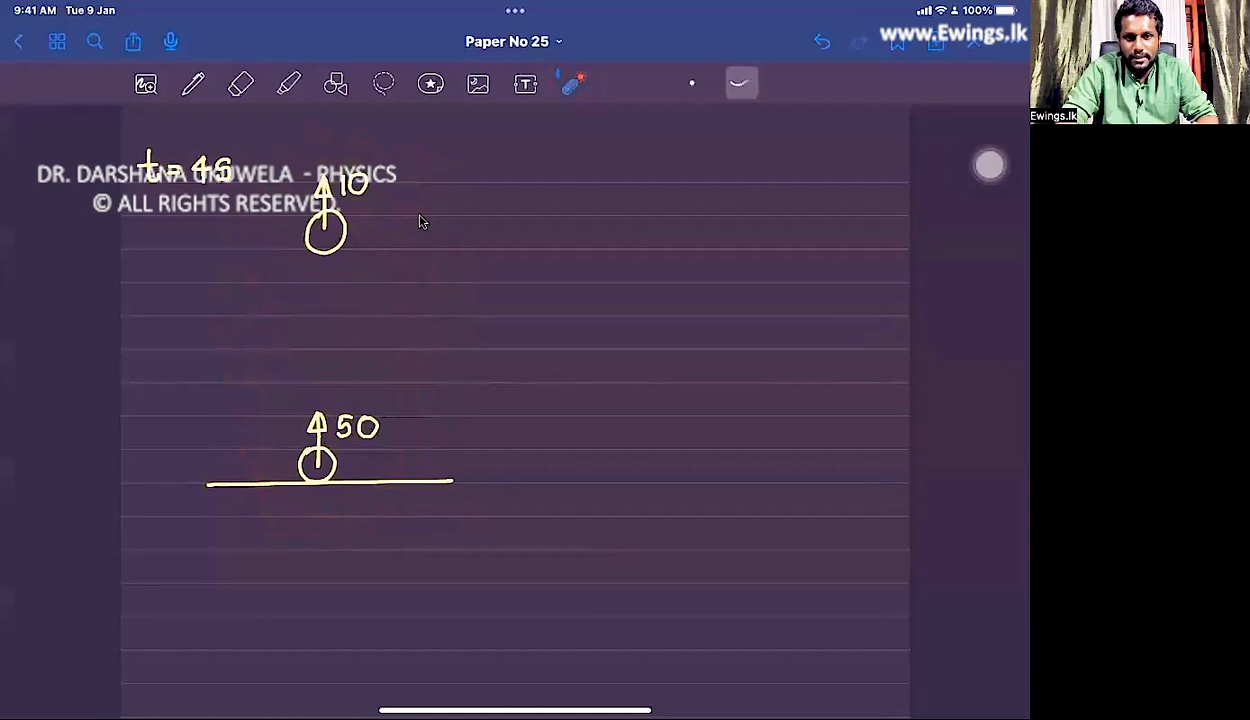 9:41 AM Tue 9 Jan
100%
Paper No 25
www.Ewings.lk
Ewings.lk
T
t = 4s
DR. DARSHANA UKUWELA - PHYSICS
10
© ALL RIGHTS RESERVED.
50